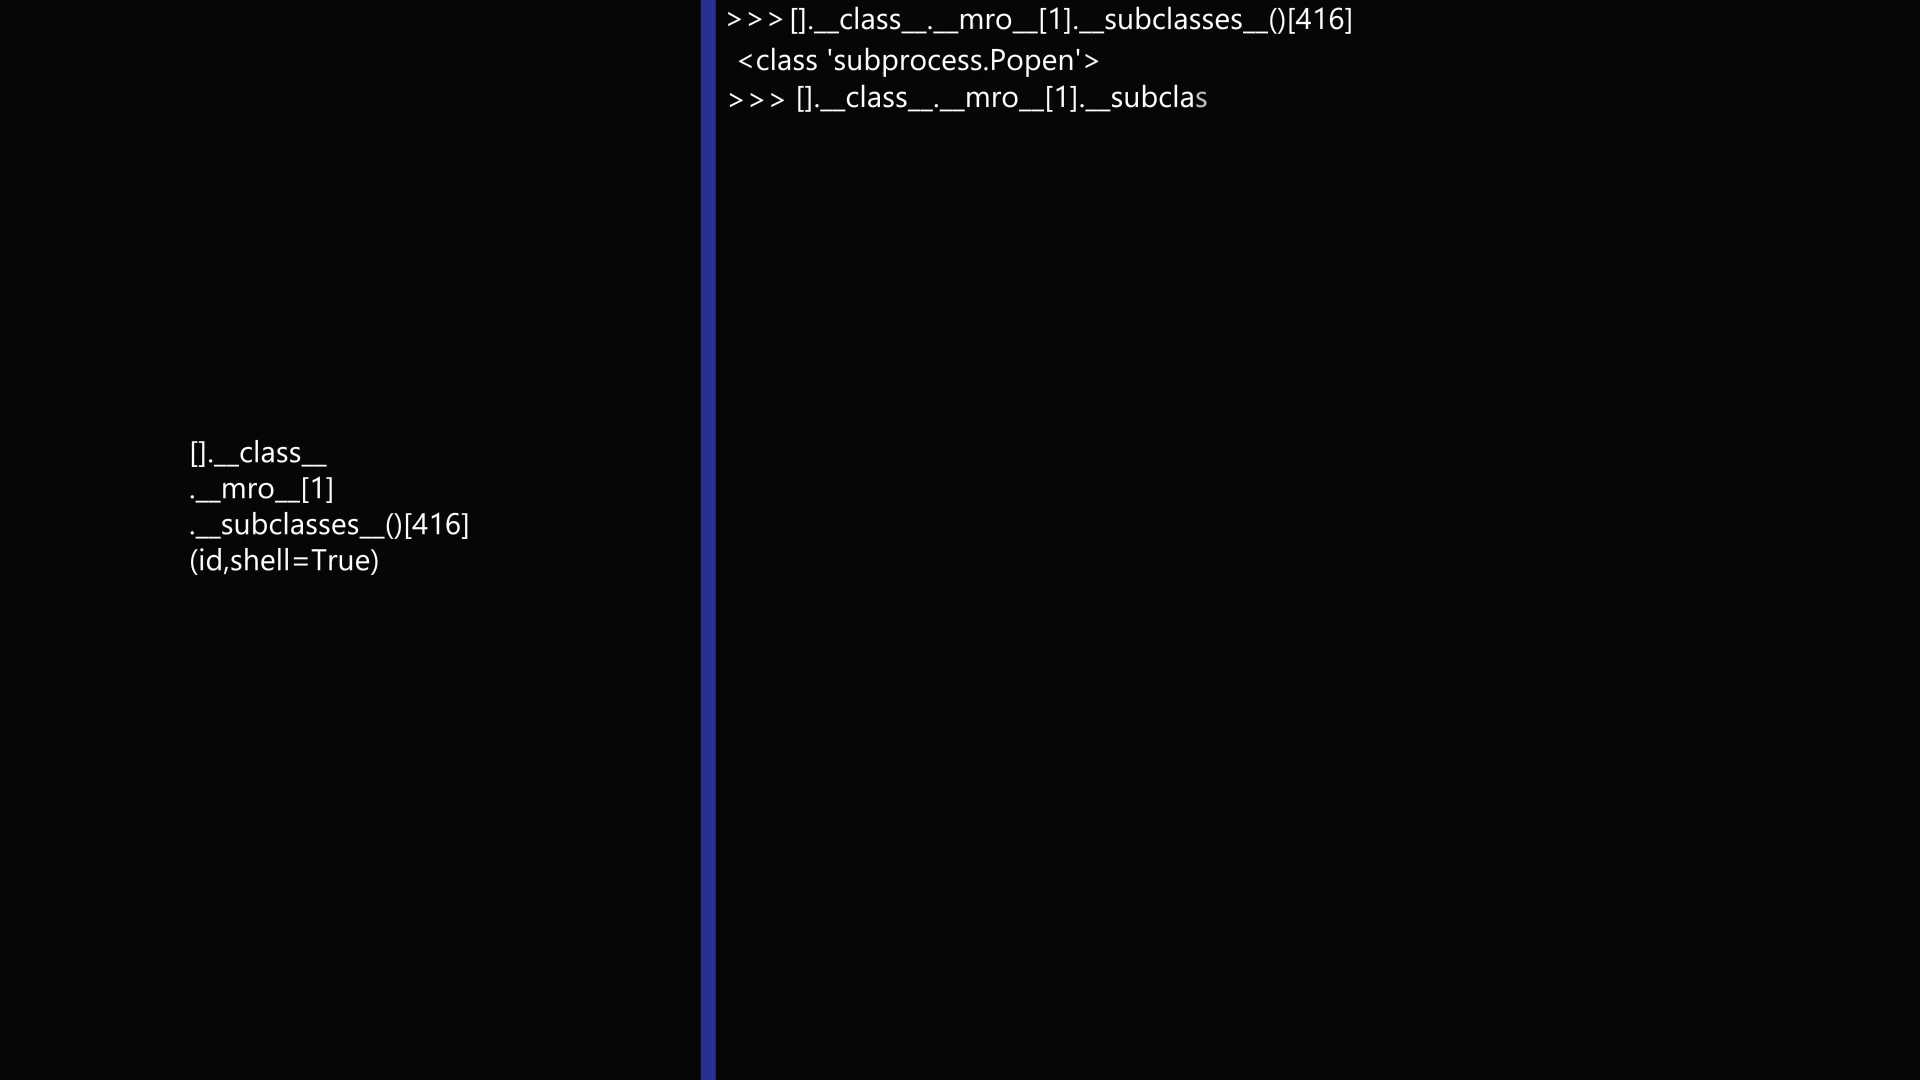 [].__class__
.__mro__[1]
.__subclasses__()[416]
(id,shell=True)
>>>[].__class__.__mro__[1].__subclasses__()[416]
<class 'subprocess.Popen'>
>>> [].__class__.__mro__[1].__subclas